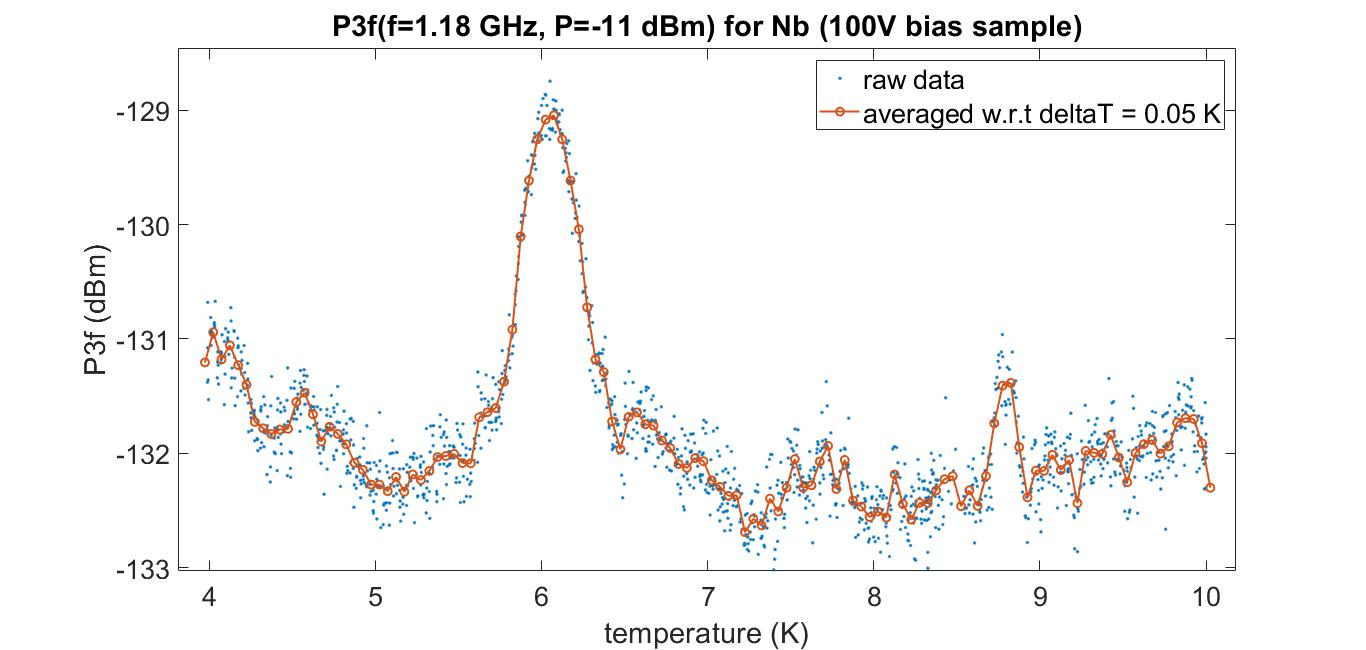 P3f(f=1.18 GHz, P=-11 dBm) for Nb (100V bias sample)
raw data
averaged w.r.t deltaT = 0.05 K
P3f (dBm)
-129
-130
-131
-132
-133
4 5 6 7 8 9 10
temperature (K)